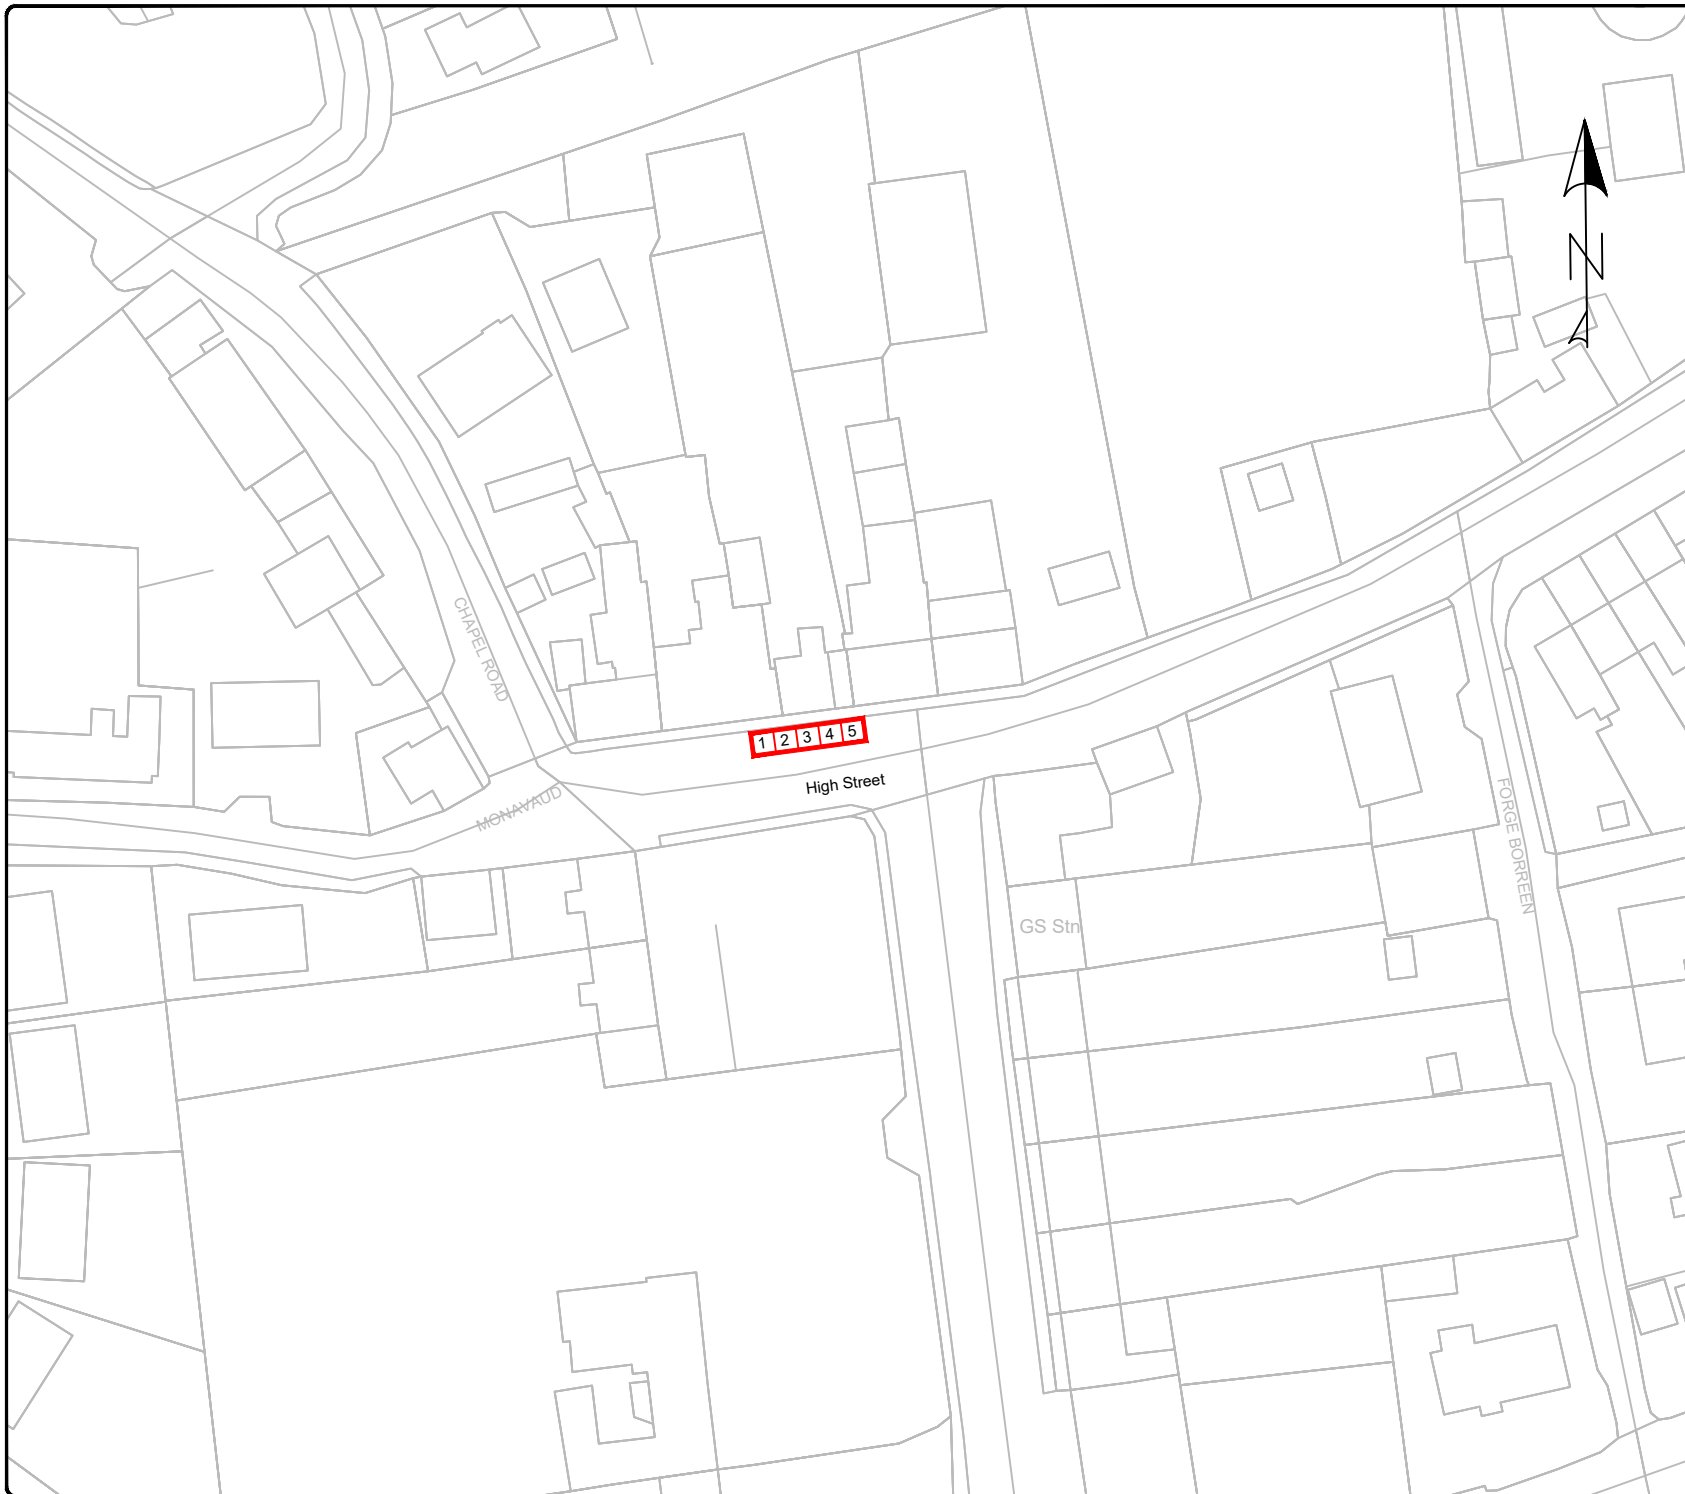 N
CHAPEL ROAD
1 2 3 4 5
High Street
MONAVAUD
FORGE BORREEN
GS Stn